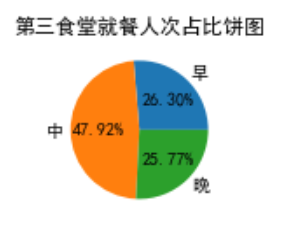 第三食堂就餐人次占比饼图
早
26.30%
中
47.92%
25.77%
晚